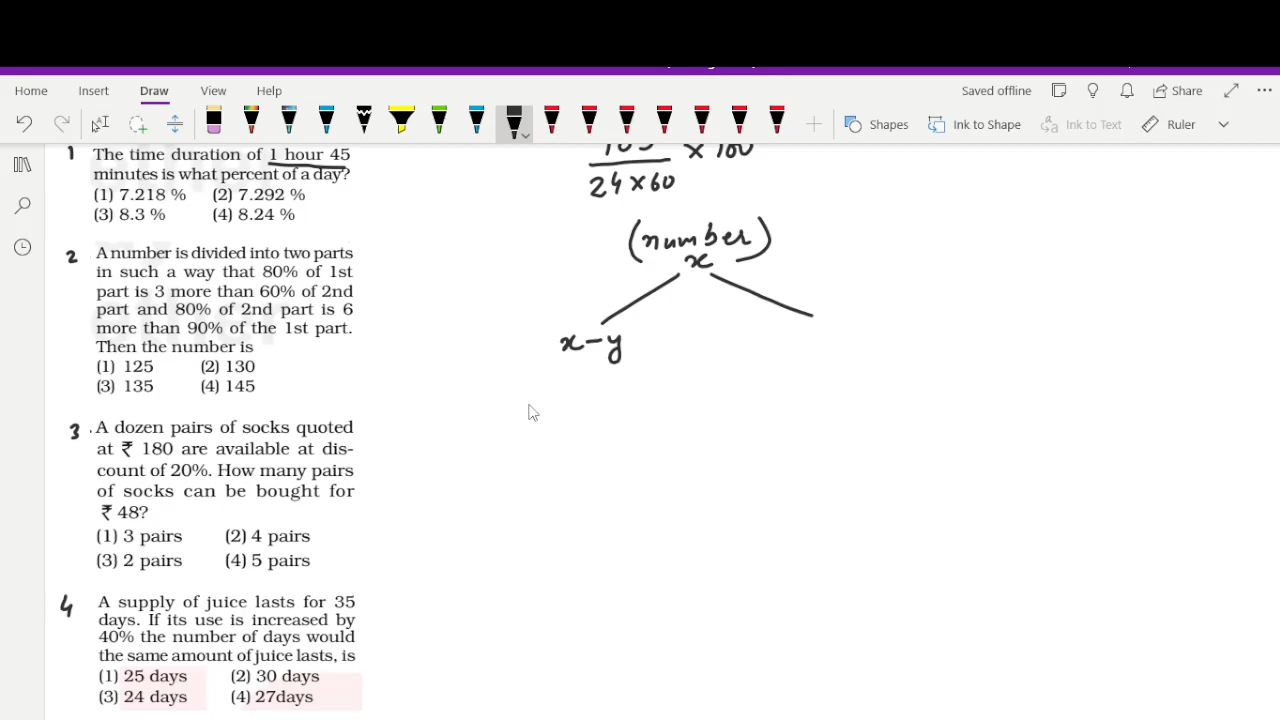 Home Insert Draw View Help Saved offline Share
Shapes Ink to Shape Ink to Text Ruler
1 The time duration of 1 hour 45
minutes is what percent of a day?
(1) 7.218 % (2) 7.292 %
(3) 8.3 % (4) 8.24 %
2 A number is divided into two parts
in such a way that 80% of 1st
part is 3 more than 60% of 2nd
part and 80% of 2nd part is 6
more than 90% of the 1st part.
Then the number is
(1) 125 (2) 130
(3) 135 (4) 145
3 . A dozen pairs of socks quoted
at ₹ 180 are available at dis-
count of 20%. How many pairs
of socks can be bought for
₹ 48?
(1) 3 pairs (2) 4 pairs
(3) 2 pairs (4) 5 pairs
4 A supply of juice lasts for 35
days. If its use is increased by
40% the number of days would
the same amount of juice lasts, is
(1) 25 days (2) 30 days
(3) 24 days (4) 27days
105 × 100
24 × 60
(number)
x
x - y